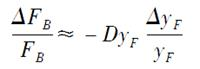 ΔF_B / F_B ≈ − Dy_F Δy_F / y_F